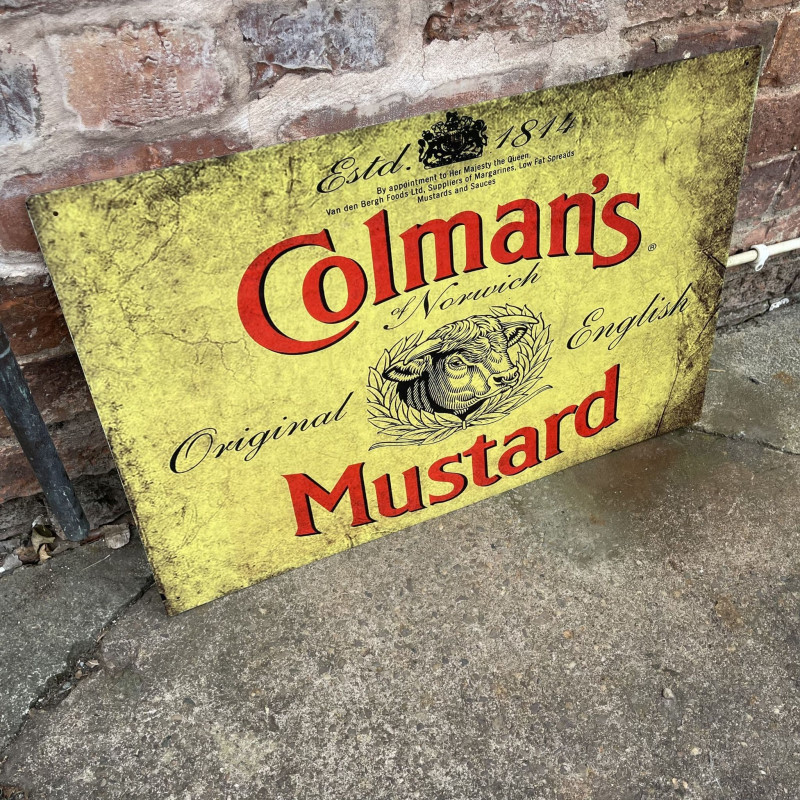 Estd. 1814
By appointment to Her Majesty the Queen.
Van den Bergh Foods Ltd, Suppliers of Margarines, Low Fat Spreads
Mustards and Sauces
Colman's®
of Norwich
Original English
Mustard